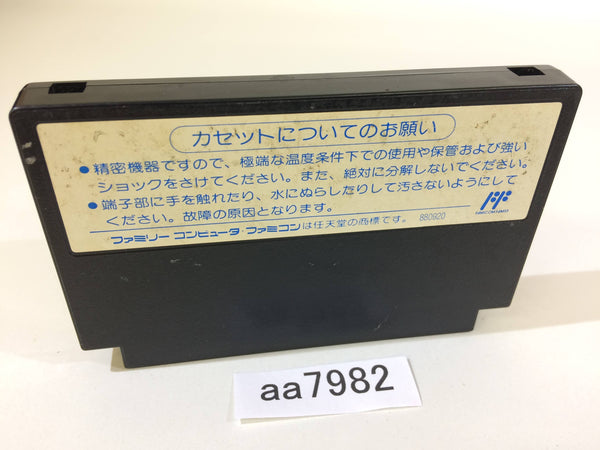 カセットについてのお願い
●精密機器ですので、極端な温度条件下での使用や保管および強い
ショックをさけてください。また、絶対に分解しないでください。
●端子部に手を触れたり、水にぬらしたりして汚さないようにして
ください。故障の原因となります。
ファミリー コンピュータ・ファミコンは任天堂の商標です。 880920
aa7982